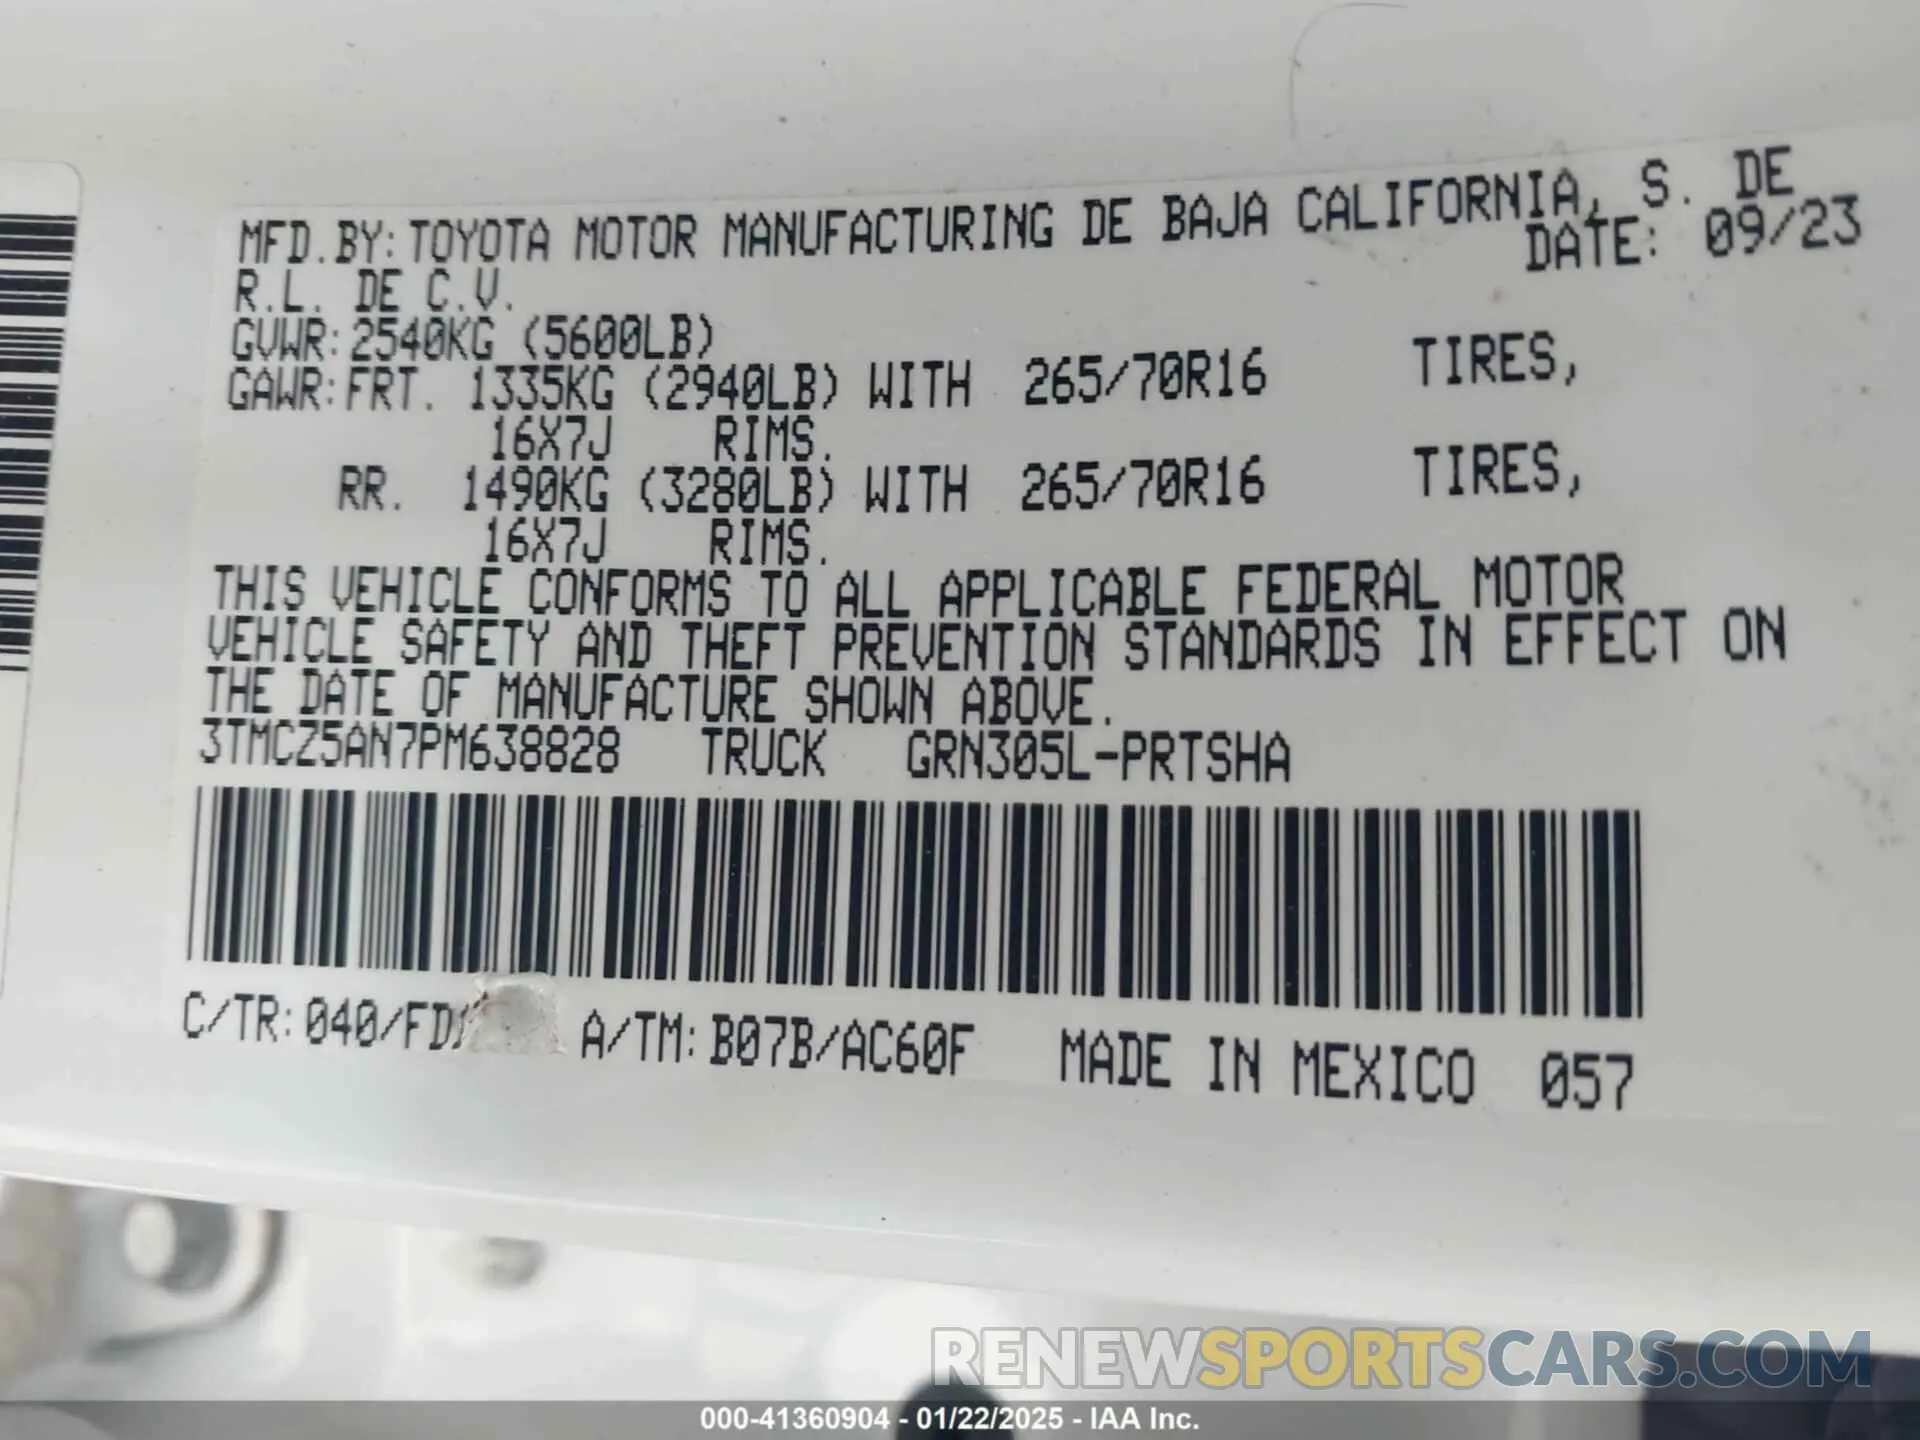 MFD.BY:TOYOTA MOTOR MANUFACTURING DE BAJA CALIFORNIA, S. DE
R.L. DE C.V. DATE: 09/23
GVWR:2540KG (5600LB)
GAWR:FRT. 1335KG (2940LB) WITH 265/70R16 TIRES,
16X7J RIMS.
RR. 1490KG (3280LB) WITH 265/70R16 TIRES,
16X7J RIMS.
THIS VEHICLE CONFORMS TO ALL APPLICABLE FEDERAL MOTOR
VEHICLE SAFETY AND THEFT PREVENTION STANDARDS IN EFFECT ON
THE DATE OF MANUFACTURE SHOWN ABOVE.
3TMCZ5AN7PM638828 TRUCK GRN305L-PRTSHA
C/TR:040/FD A/TM:B07B/AC60F MADE IN MEXICO 057
RENEWSPORTSCARS.COM
000-41360904 - 01/22/2025 - IAA Inc.